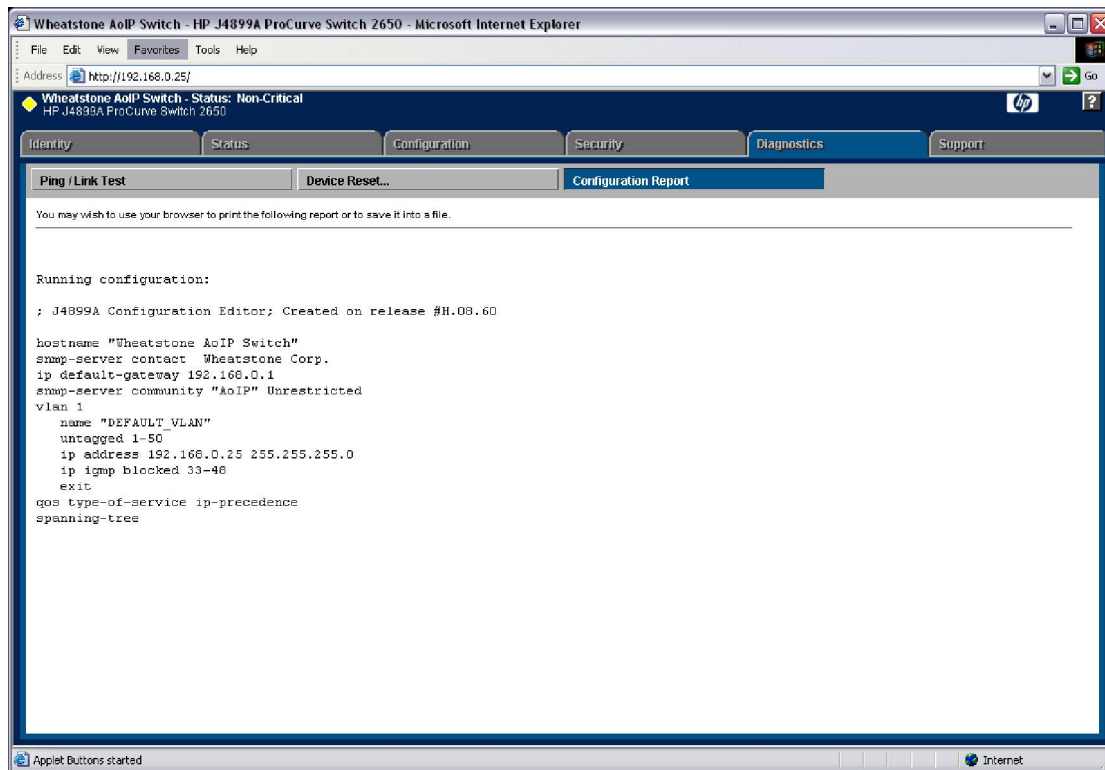 Wheatstone AoIP Switch - HP J4899A ProCurve Switch 2650 - Microsoft Internet Explorer
File Edit View Favorites Tools Help
Address http://192.168.0.25/ Go
Wheatstone AoIP Switch - Status: Non-Critical
HP J4899A ProCurve Switch 2650
hp ?
Identity Status Configuration Security Diagnostics Support
Ping / Link Test Device Reset... Configuration Report
You may wish to use your browser to print the following report or to save it into a file.
Running configuration:
; J4899A Configuration Editor; Created on release #H.08.60
hostname "Wheatstone AoIP Switch"
snmp-server contact  Wheatstone Corp.
ip default-gateway 192.168.0.1
snmp-server community "AoIP" Unrestricted
vlan 1
   name "DEFAULT_VLAN"
   untagged 1-50
   ip address 192.168.0.25 255.255.255.0
   ip igmp blocked 33-48
   exit
qos type-of-service ip-precedence
spanning-tree
Applet Buttons started Internet